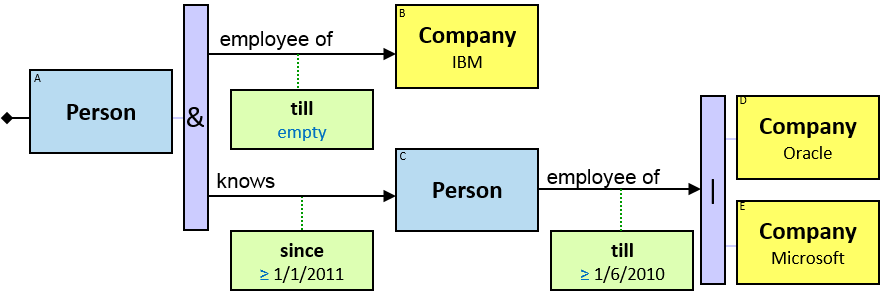 A
Person
&
employee of
till
empty
B
Company
IBM
knows
since
≥ 1/1/2011
C
Person
employee of
till
≥ 1/6/2010
|
D
Company
Oracle
E
Company
Microsoft